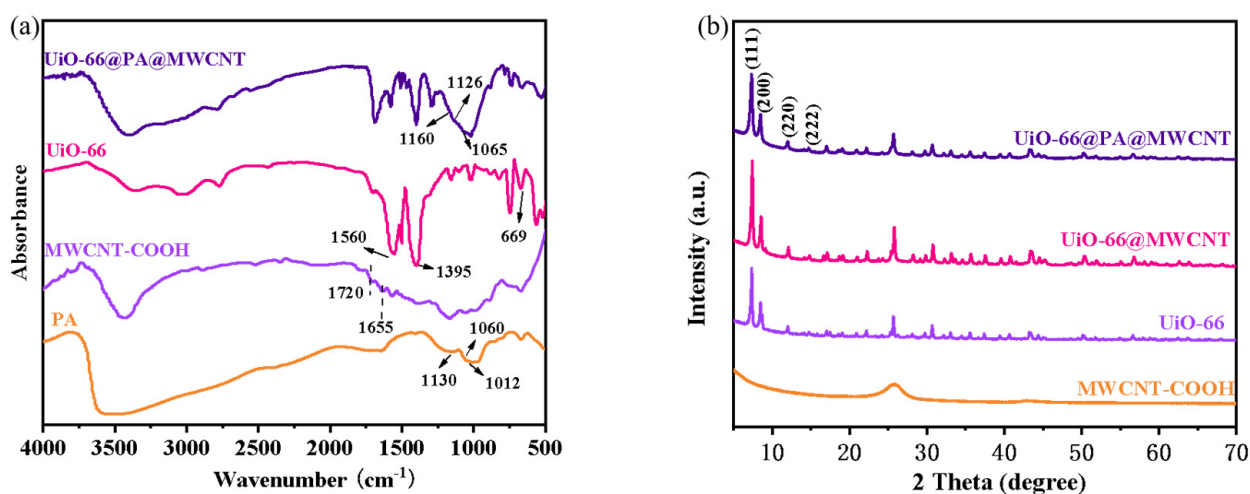 (a)
UiO-66@PA@MWCNT
1126
1160
1065
UiO-66
1560
669
1395
MWCNT-COOH
1720
1655
PA
1060
1130
1012
Absorbance
4000 3500 3000 2500 2000 1500 1000 500
Wavenumber (cm⁻¹)
(b)
(111)
(200)
(220)
(222)
UiO-66@PA@MWCNT
UiO-66@MWCNT
UiO-66
MWCNT-COOH
Intensity (a.u.)
10 20 30 40 50 60 70
2 Theta (degree)